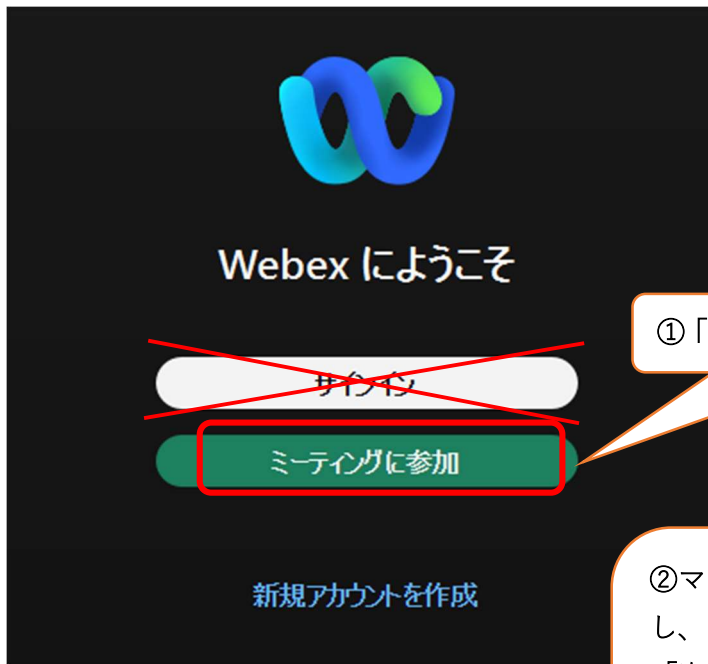 Webex にようこそ
①「
サインイン
ミーティングに参加
新規アカウントを作成
②マ
し、